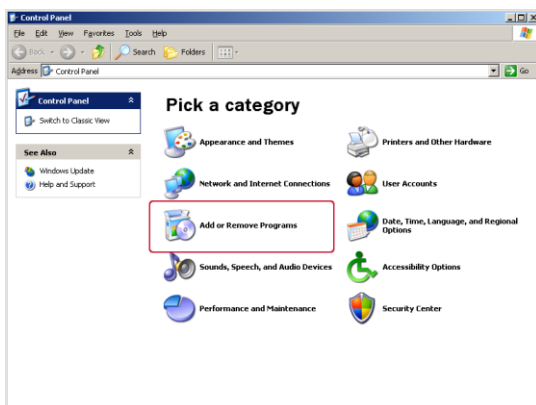 Control Panel
File Edit View Favorites Tools Help
Back Search Folders
Address Control Panel Go
Control Panel
Switch to Classic View
See Also
Windows Update
Help and Support
Pick a category
Appearance and Themes
Printers and Other Hardware
Network and Internet Connections
User Accounts
Add or Remove Programs
Date, Time, Language, and Regional
Options
Sounds, Speech, and Audio Devices
Accessibility Options
Performance and Maintenance
Security Center